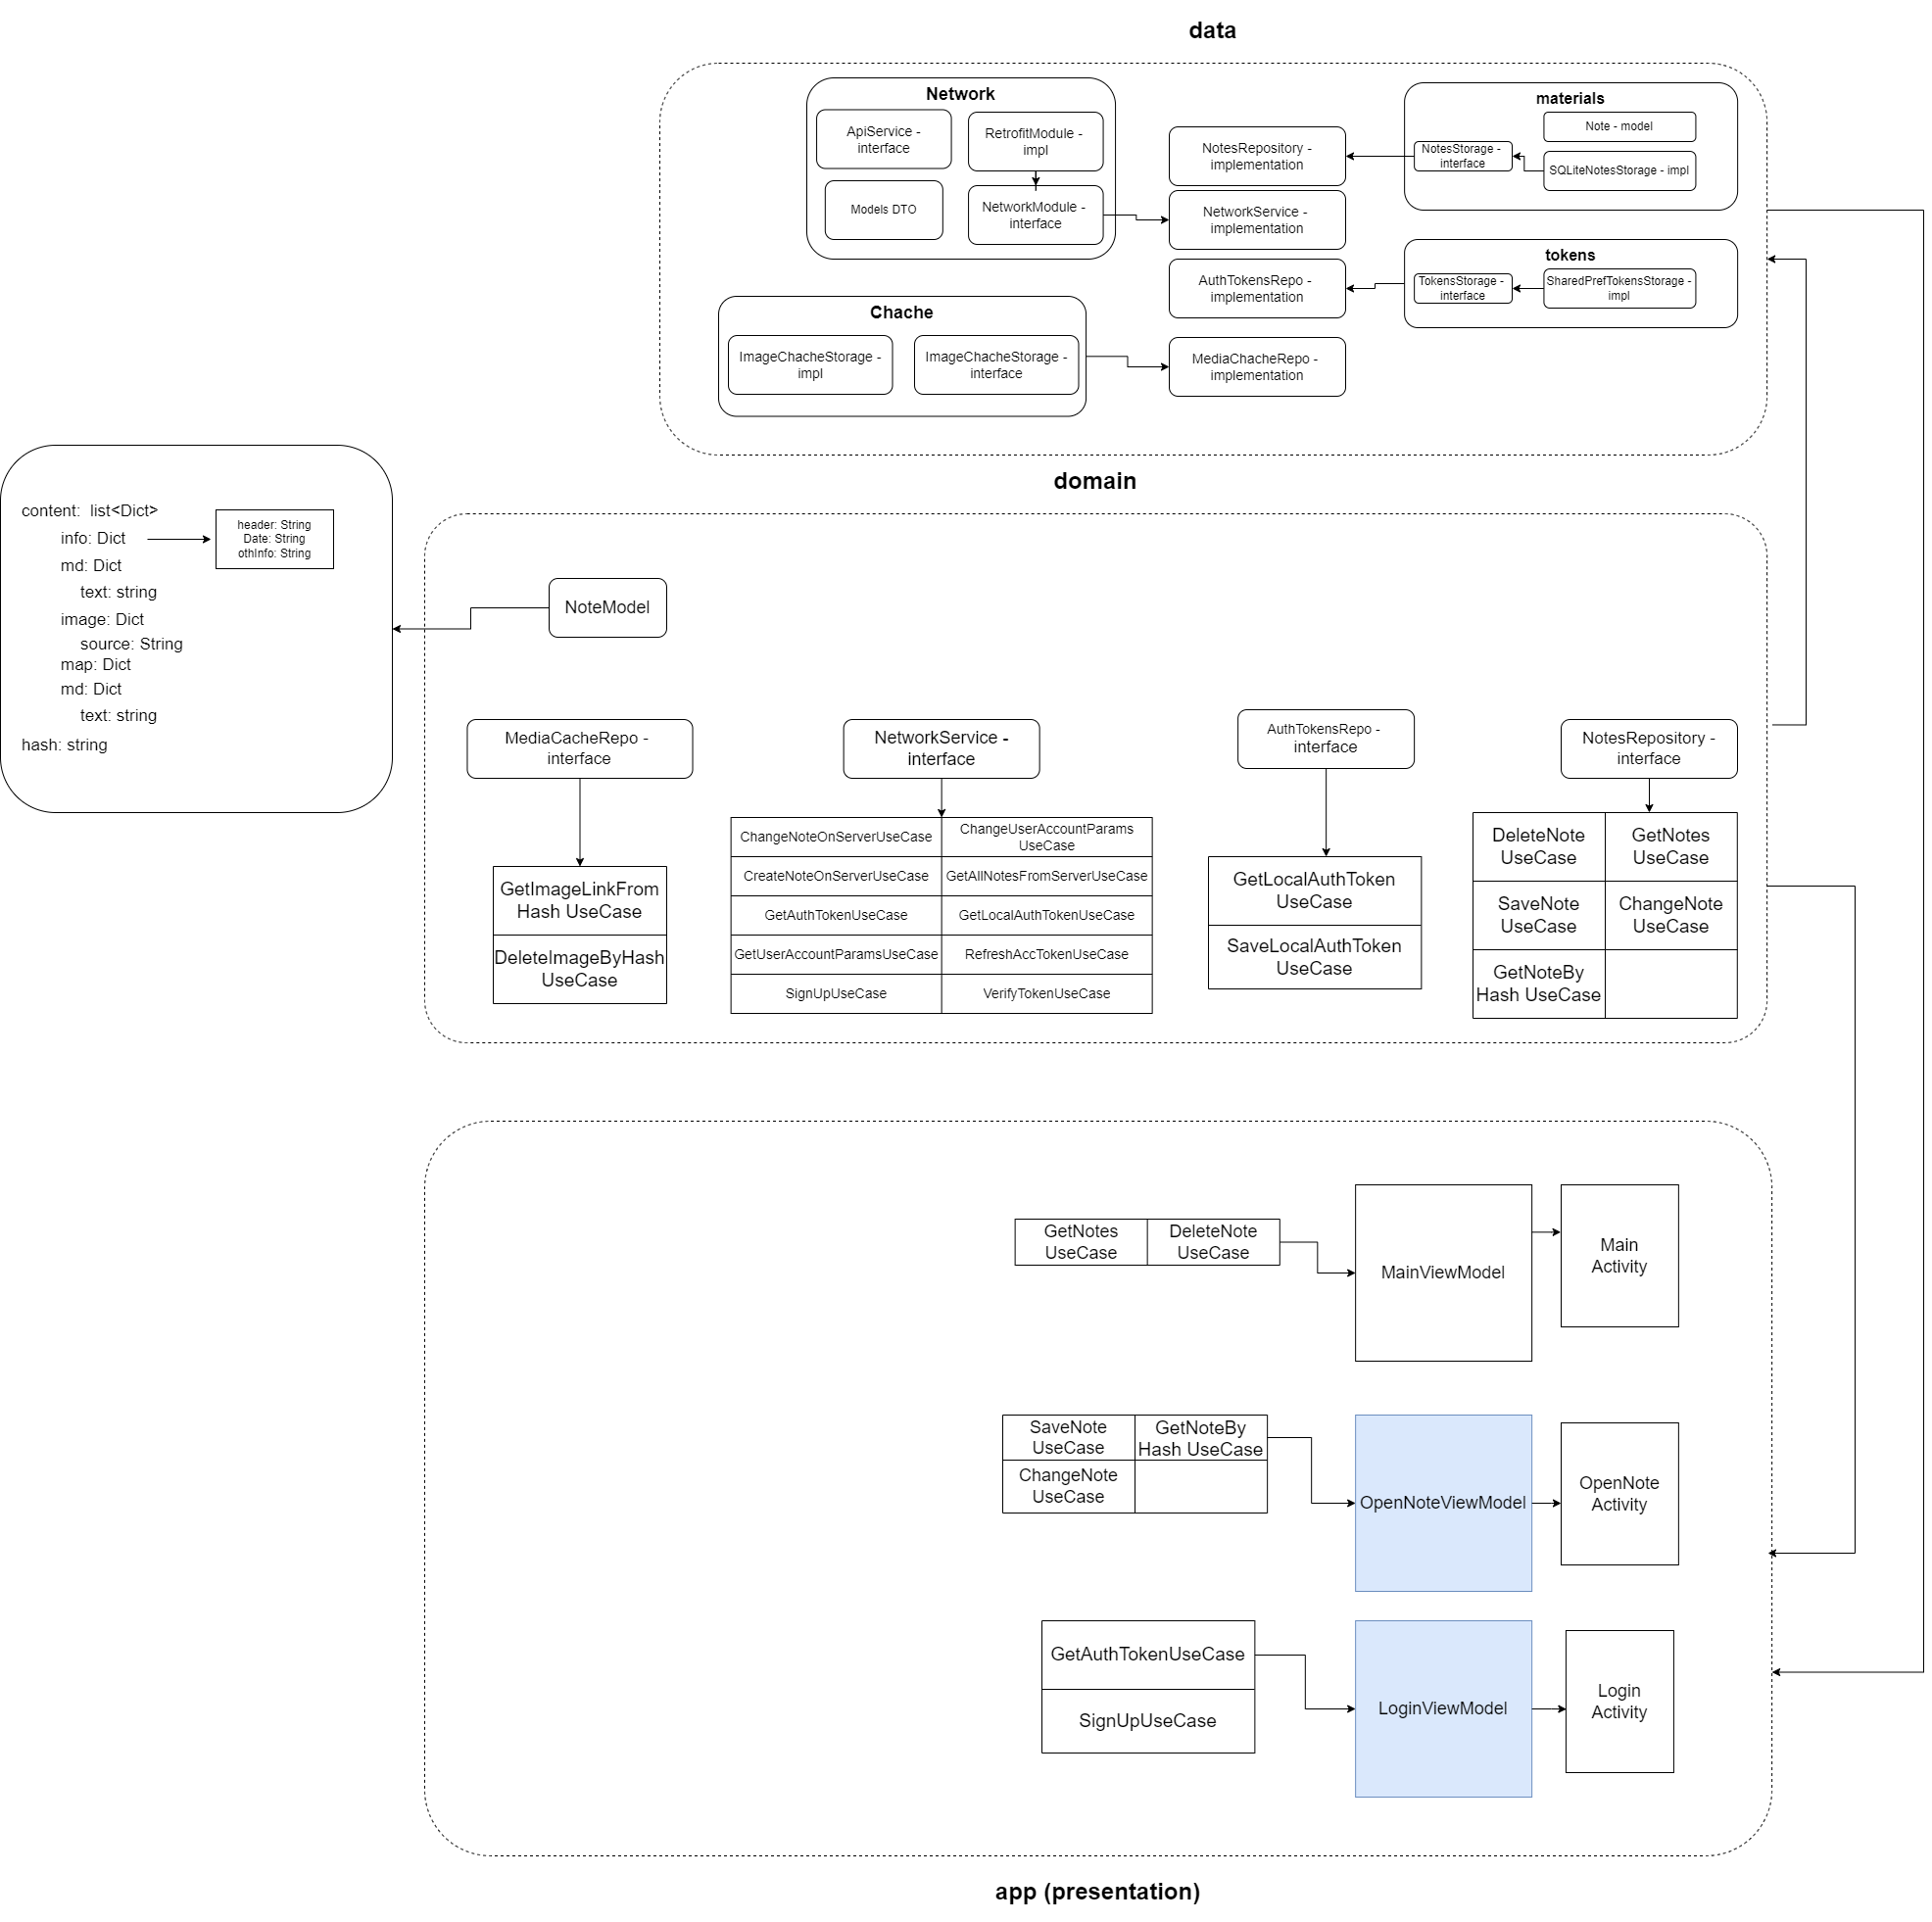 data
Network
ApiService -
interface
RetrofitModule -
impl
Models DTO
NetworkModule -
interface
NotesRepository -
implementation
NetworkService -
implementation
AuthTokensRepo -
implementation
MediaChacheRepo -
implementation
materials
Note - model
NotesStorage -
interface
SQLiteNotesStorage - impl
tokens
TokensStorage -
interface
SharedPrefTokensStorage -
impl
Chache
ImageChacheStorage -
impl
ImageChacheStorage -
interface
domain
content:  list<Dict>
info: Dict
header: String
Date: String
othInfo: String
md: Dict
text: string
image: Dict
source: String
map: Dict
md: Dict
text: string
hash: string
NoteModel
MediaCacheRepo -
interface
NetworkService -
interface
AuthTokensRepo -
interface
NotesRepository -
interface
GetImageLinkFrom
Hash UseCase
DeleteImageByHash
UseCase
ChangeNoteOnServerUseCase
ChangeUserAccountParams
UseCase
CreateNoteOnServerUseCase
GetAllNotesFromServerUseCase
GetAuthTokenUseCase
GetLocalAuthTokenUseCase
GetUserAccountParamsUseCase
RefreshAccTokenUseCase
SignUpUseCase
VerifyTokenUseCase
GetLocalAuthToken
UseCase
SaveLocalAuthToken
UseCase
DeleteNote
UseCase
GetNotes
UseCase
SaveNote
UseCase
ChangeNote
UseCase
GetNoteBy
Hash UseCase
GetNotes
UseCase
DeleteNote
UseCase
MainViewModel
Main
Activity
SaveNote
UseCase
GetNoteBy
Hash UseCase
ChangeNote
UseCase
OpenNoteViewModel
OpenNote
Activity
GetAuthTokenUseCase
SignUpUseCase
LoginViewModel
Login
Activity
app (presentation)